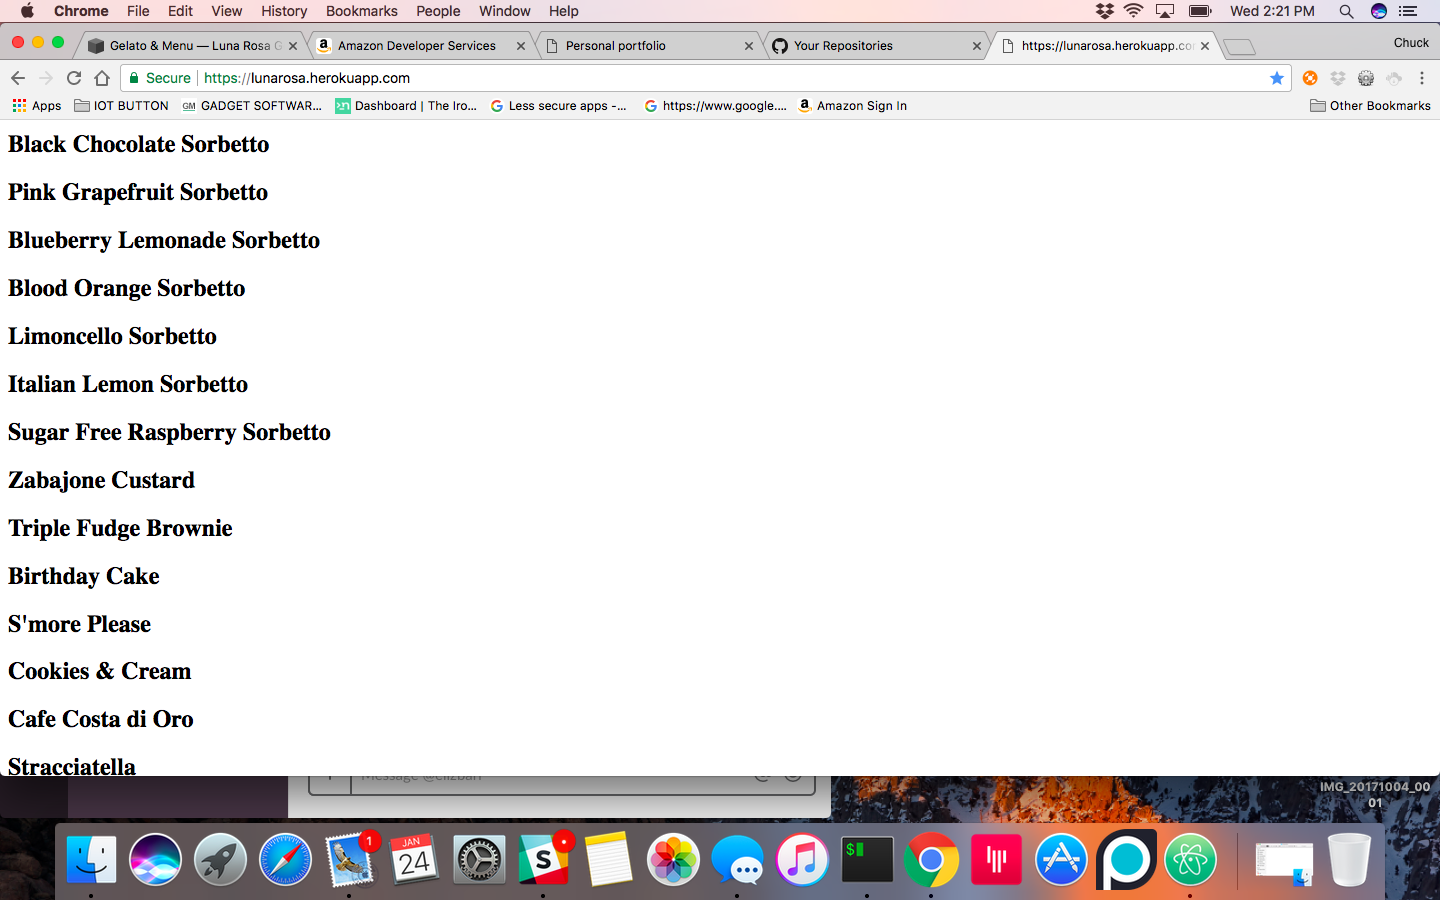 Chrome File Edit View History Bookmarks People Window Help Wed 2:21 PM
Gelato & Menu — Luna Rosa G Amazon Developer Services Personal portfolio Your Repositories https://lunarosa.herokuapp.co Chuck
Secure https://lunarosa.herokuapp.com
Apps IOT BUTTON GM GADGET SOFTWAR... Dashboard | The Iro... Less secure apps -... https://www.google.... Amazon Sign In Other Bookmarks
Black Chocolate Sorbetto
Pink Grapefruit Sorbetto
Blueberry Lemonade Sorbetto
Blood Orange Sorbetto
Limoncello Sorbetto
Italian Lemon Sorbetto
Sugar Free Raspberry Sorbetto
Zabajone Custard
Triple Fudge Brownie
Birthday Cake
S'more Please
Cookies & Cream
Cafe Costa di Oro
Stracciatella
Message
IMG_20171004_00
01
1
JAN
24
S
$